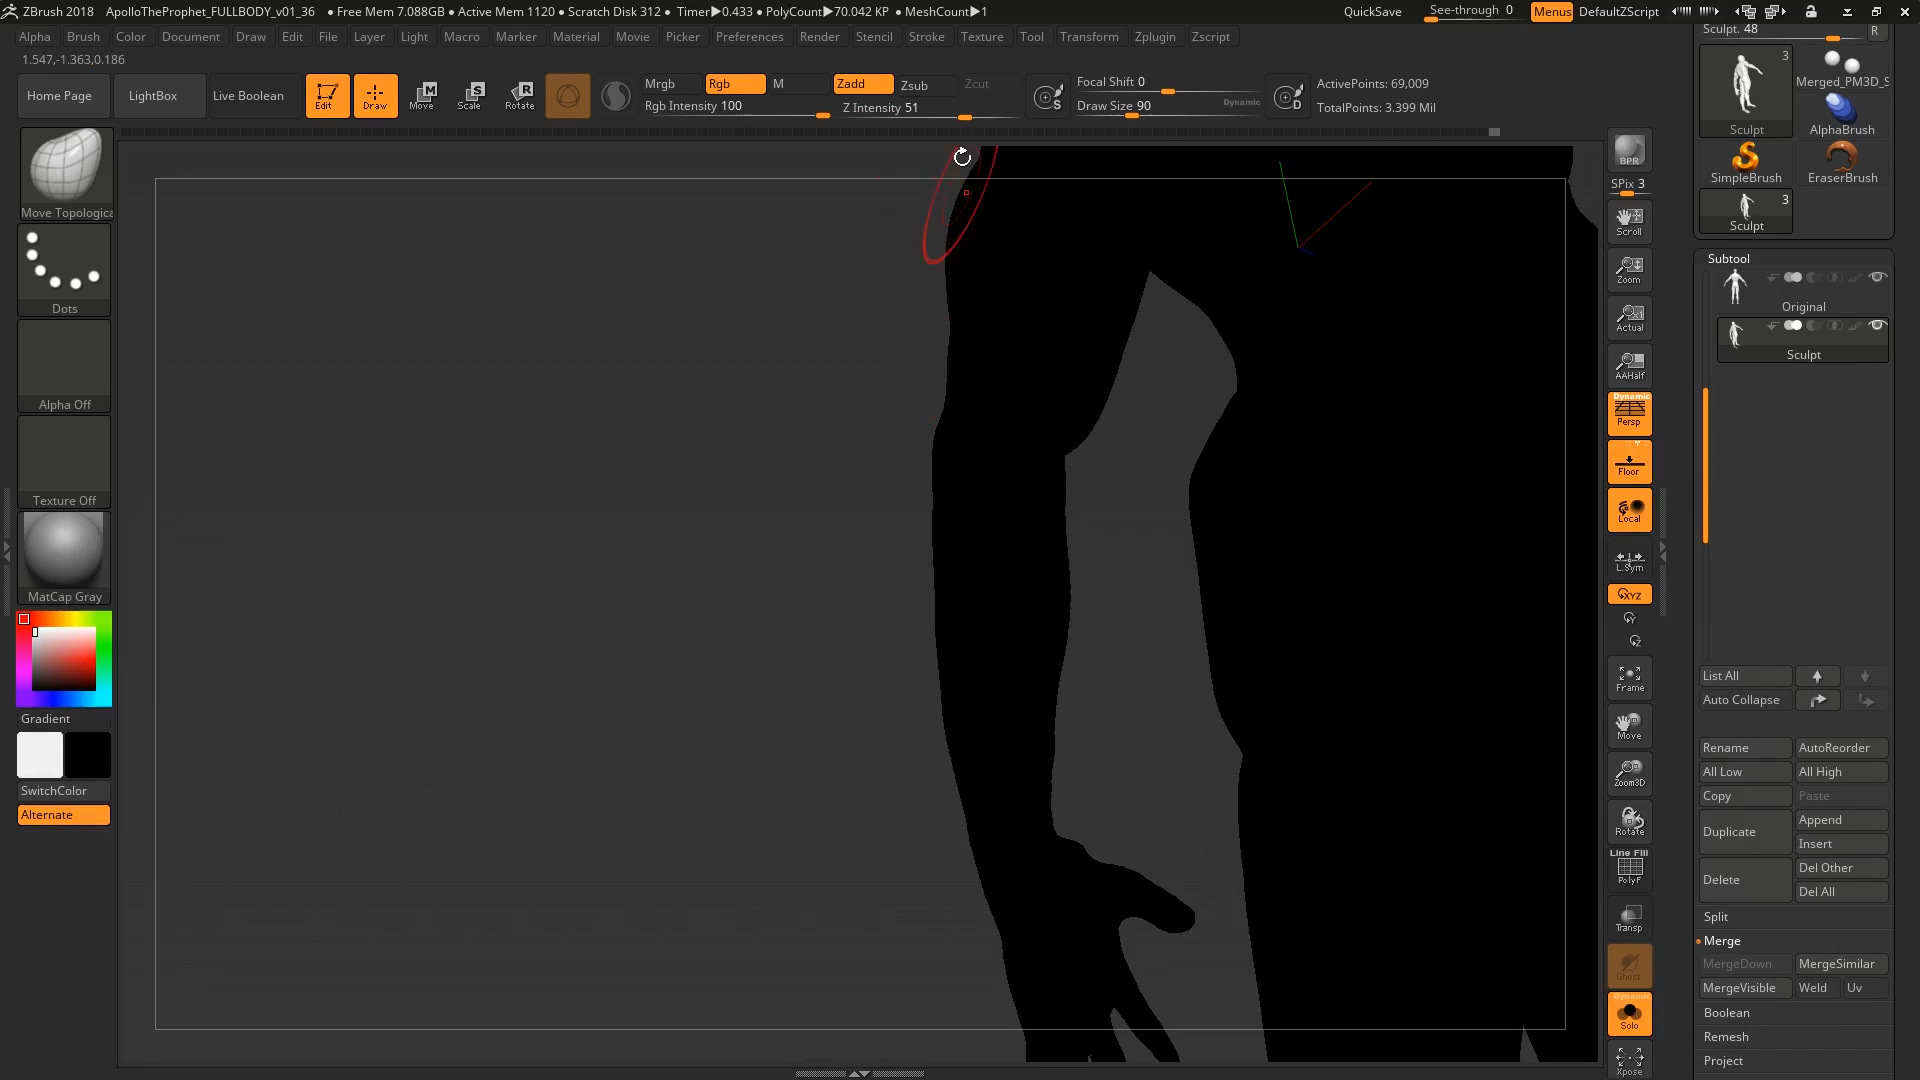 ZBrush 2018 ApolloTheProphet_FULLBODY_v01_36 • Free Mem 7.088GB • Active Mem 1120 • Scratch Disk 312 • Timer▶0.433 • PolyCount▶70.042 KP • MeshCount▶1 QuickSave See-through 0 Menus DefaultZScript
Alpha Brush Color Document Draw Edit File Layer Light Macro Marker Material Movie Picker Preferences Render Stencil Stroke Texture Tool Transform Zplugin Zscript
1.547,-1.363,0.186
Home Page LightBox Live Boolean Edit Draw Move Scale Rotate
Mrgb Rgb M Zadd Zsub Zcut
Rgb Intensity 100 Z Intensity 51
S
Focal Shift 0
Draw Size 90 Dynamic
D
ActivePoints: 69,009
TotalPoints: 3.399 Mil
Move Topologica
Dots
Alpha Off
Texture Off
MatCap Gray
Gradient
SwitchColor
Alternate
BPR
SPix 3
Scroll
Zoom
Actual
AAHalf
Dynamic
Persp
Floor
Local
L.Sym
XYZ
Y
Z
Frame
Move
Zoom3D
Rotate
Line Fill
PolyF
Transp
Ghost
Dynamic
Solo
Xpose
Sculpt. 48 R
3
Sculpt
Merged_PM3D_S
AlphaBrush
SimpleBrush EraserBrush
3
Sculpt
Subtool
Original
Sculpt
List All
Auto Collapse
Rename AutoReorder
All Low All High
Copy Paste
Duplicate Append
Insert
Delete Del Other
Del All
Split
Merge
MergeDown MergeSimilar
MergeVisible Weld Uv
Boolean
Remesh
Project